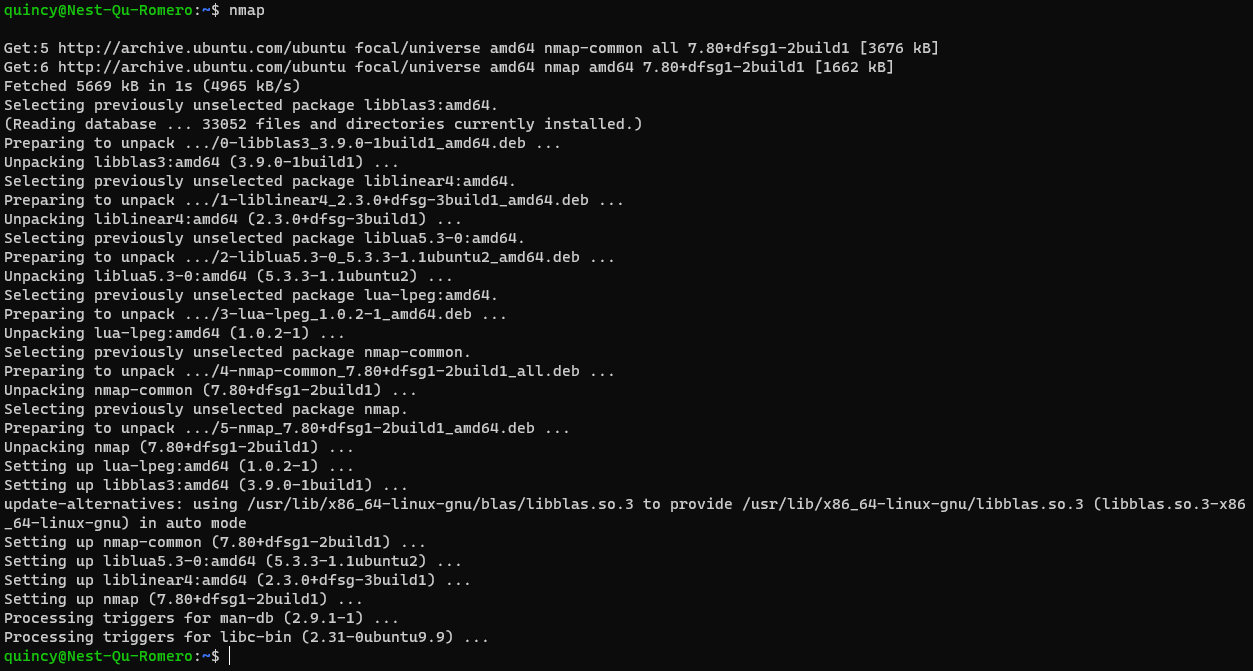 quincy@Nest-Qu-Romero:~$ nmap
Get:5 http://archive.ubuntu.com/ubuntu focal/universe amd64 nmap-common all 7.80+dfsg1-2build1 [3676 kB]
Get:6 http://archive.ubuntu.com/ubuntu focal/universe amd64 nmap amd64 7.80+dfsg1-2build1 [1662 kB]
Fetched 5669 kB in 1s (4965 kB/s)
Selecting previously unselected package libblas3:amd64.
(Reading database ... 33052 files and directories currently installed.)
Preparing to unpack .../0-libblas3_3.9.0-1build1_amd64.deb ...
Unpacking libblas3:amd64 (3.9.0-1build1) ...
Selecting previously unselected package liblinear4:amd64.
Preparing to unpack .../1-liblinear4_2.3.0+dfsg-3build1_amd64.deb ...
Unpacking liblinear4:amd64 (2.3.0+dfsg-3build1) ...
Selecting previously unselected package liblua5.3-0:amd64.
Preparing to unpack .../2-liblua5.3-0_5.3.3-1.1ubuntu2_amd64.deb ...
Unpacking liblua5.3-0:amd64 (5.3.3-1.1ubuntu2) ...
Selecting previously unselected package lua-lpeg:amd64.
Preparing to unpack .../3-lua-lpeg_1.0.2-1_amd64.deb ...
Unpacking lua-lpeg:amd64 (1.0.2-1) ...
Selecting previously unselected package nmap-common.
Preparing to unpack .../4-nmap-common_7.80+dfsg1-2build1_all.deb ...
Unpacking nmap-common (7.80+dfsg1-2build1) ...
Selecting previously unselected package nmap.
Preparing to unpack .../5-nmap_7.80+dfsg1-2build1_amd64.deb ...
Unpacking nmap (7.80+dfsg1-2build1) ...
Setting up lua-lpeg:amd64 (1.0.2-1) ...
Setting up libblas3:amd64 (3.9.0-1build1) ...
update-alternatives: using /usr/lib/x86_64-linux-gnu/blas/libblas.so.3 to provide /usr/lib/x86_64-linux-gnu/libblas.so.3 (libblas.so.3-x86
_64-linux-gnu) in auto mode
Setting up nmap-common (7.80+dfsg1-2build1) ...
Setting up liblua5.3-0:amd64 (5.3.3-1.1ubuntu2) ...
Setting up liblinear4:amd64 (2.3.0+dfsg-3build1) ...
Setting up nmap (7.80+dfsg1-2build1) ...
Processing triggers for man-db (2.9.1-1) ...
Processing triggers for libc-bin (2.31-0ubuntu9.9) ...
quincy@Nest-Qu-Romero:~$